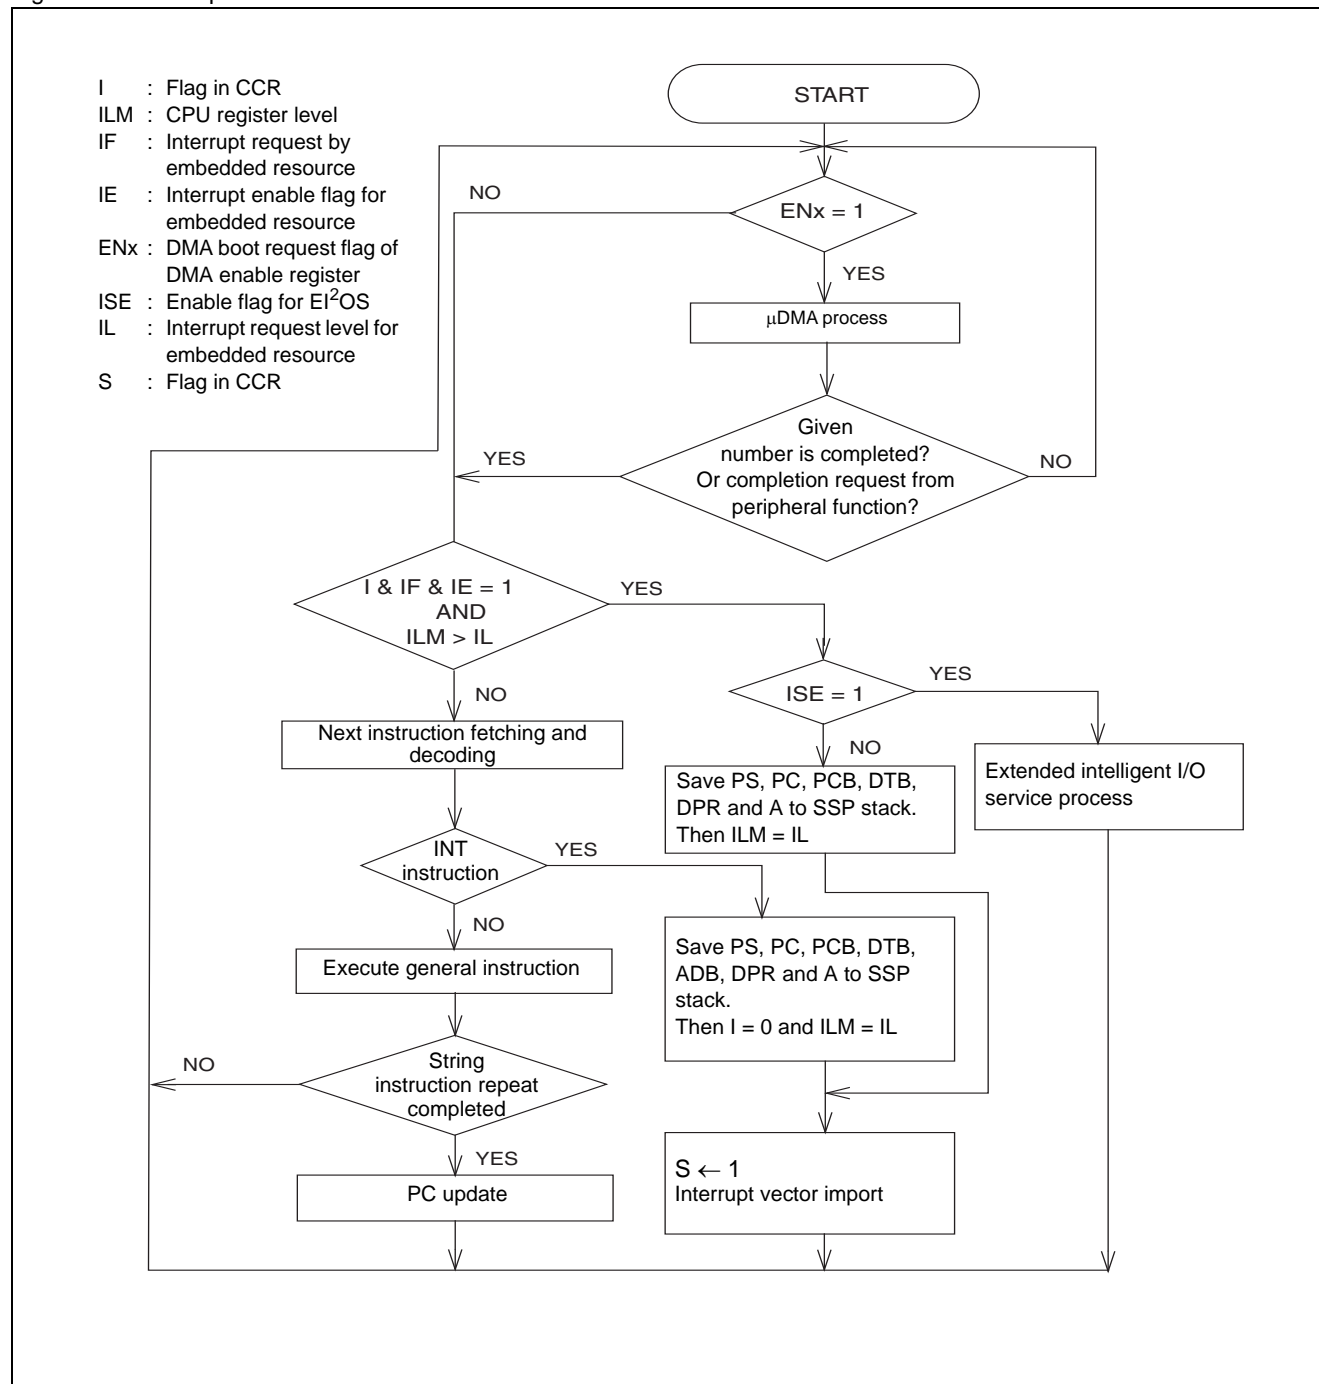 I : Flag in CCR
ILM : CPU register level
IF : Interrupt request by
embedded resource
IE : Interrupt enable flag for
embedded resource
ENx : DMA boot request flag of
DMA enable register
ISE : Enable flag for EI²OS
IL : Interrupt request level for
embedded resource
S : Flag in CCR
START
ENx = 1
NO
YES
μDMA process
Given
number is completed?
Or completion request from
peripheral function?
YES
NO
I & IF & IE = 1
AND
ILM > IL
YES
NO
ISE = 1
YES
NO
Next instruction fetching and
decoding
Save PS, PC, PCB, DTB,
DPR and A to SSP stack.
Then ILM = IL
Extended intelligent I/O
service process
INT
instruction
YES
NO
Save PS, PC, PCB, DTB,
ADB, DPR and A to SSP
stack.
Then I = 0 and ILM = IL
Execute general instruction
String
instruction repeat
completed
NO
YES
S ← 1
Interrupt vector import
PC update